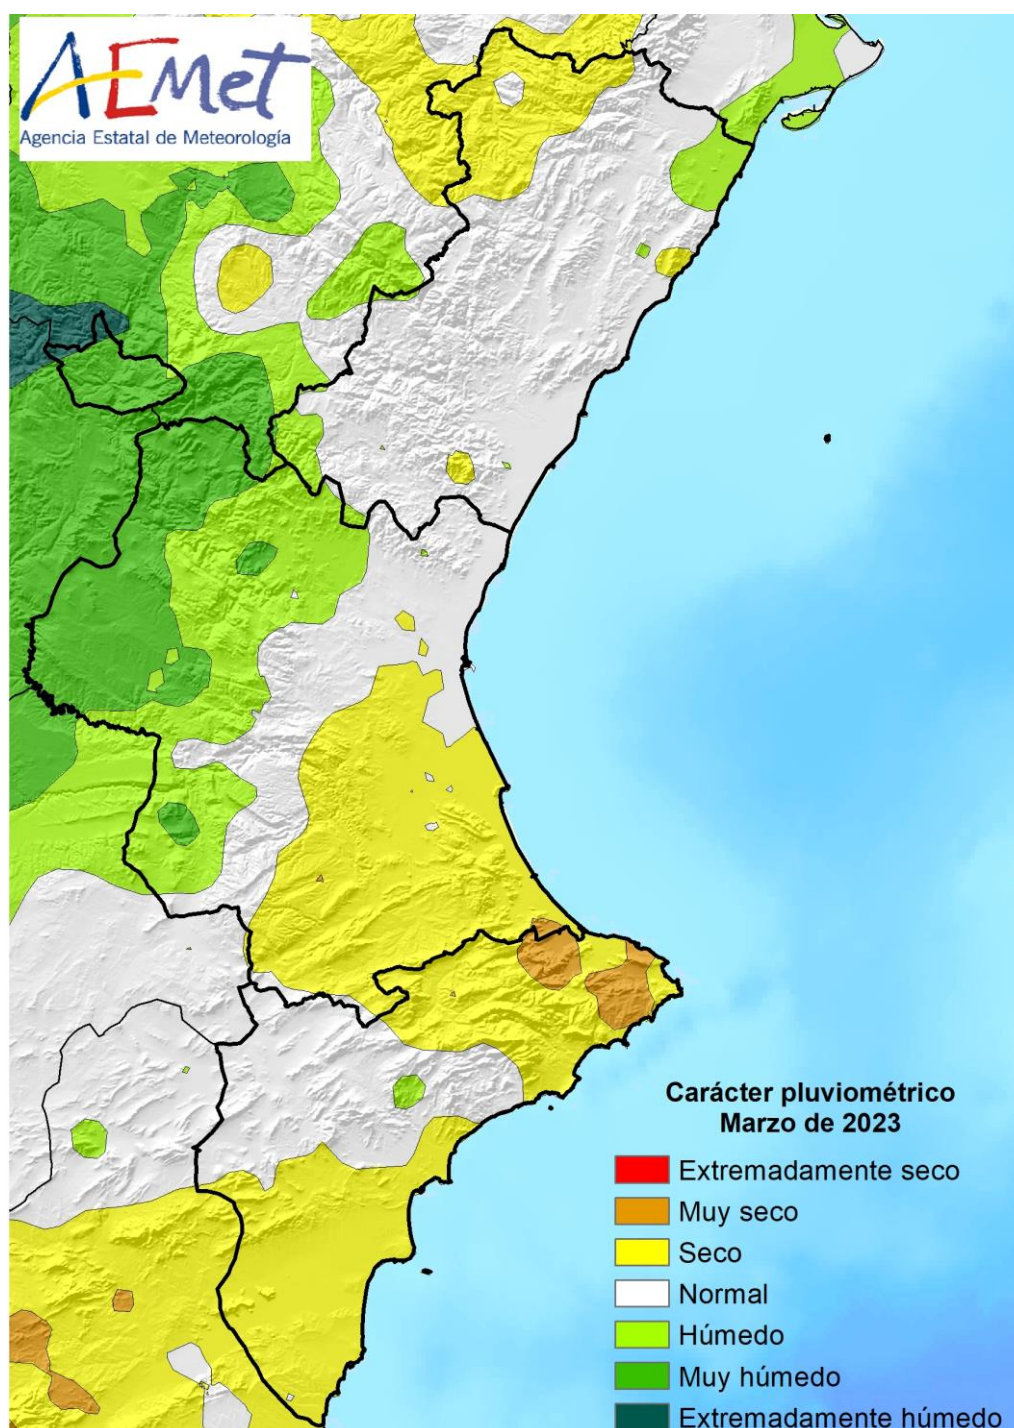 AEMet
Agencia Estatal de Meteorología
Carácter pluviométrico
Marzo de 2023
Extremadamente seco
Muy seco
Seco
Normal
Húmedo
Muy húmedo
Extremadamente húmedo